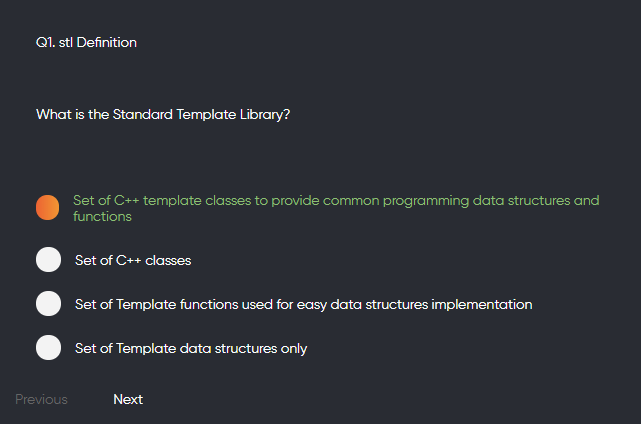 Q1. stl Definition
What is the Standard Template Library?
Set of C++ template classes to provide common programming data structures and
functions
Set of C++ classes
Set of Template functions used for easy data structures implementation
Set of Template data structures only
Previous Next